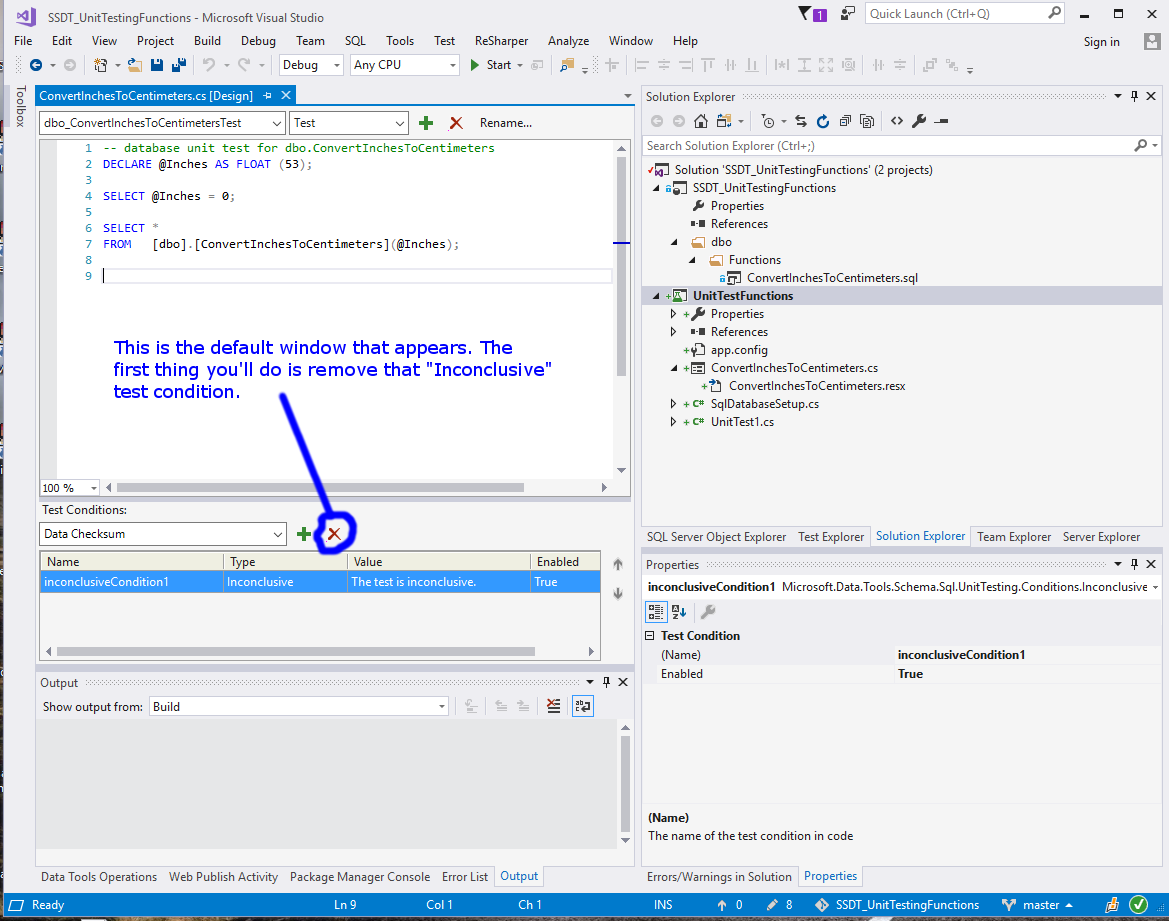 SSDT_UnitTestingFunctions - Microsoft Visual Studio
1
Quick Launch (Ctrl+Q)
File Edit View Project Build Debug Team SQL Tools Test ReSharper Analyze Window Help
Sign in
Debug Any CPU Start
Toolbox
ConvertInchesToCentimeters.cs [Design]
dbo_ConvertInchesToCentimetersTest Test Rename...
1 -- database unit test for dbo.ConvertInchesToCentimeters
2 DECLARE @Inches AS FLOAT (53);
3
4 SELECT @Inches = 0;
5
6 SELECT *
7 FROM [dbo].[ConvertInchesToCentimeters](@Inches);
8
9
This is the default window that appears. The
first thing you'll do is remove that "Inconclusive"
test condition.
100 %
Test Conditions:
Data Checksum
Name Type Value Enabled
inconclusiveCondition1 Inconclusive The test is inconclusive. True
Output
Show output from: Build
Data Tools Operations Web Publish Activity Package Manager Console Error List Output
Solution Explorer
Search Solution Explorer (Ctrl+;)
Solution 'SSDT_UnitTestingFunctions' (2 projects)
SSDT_UnitTestingFunctions
Properties
References
dbo
Functions
ConvertInchesToCentimeters.sql
UnitTestFunctions
Properties
References
app.config
ConvertInchesToCentimeters.cs
ConvertInchesToCentimeters.resx
C# SqlDatabaseSetup.cs
C# UnitTest1.cs
SQL Server Object Explorer Test Explorer Solution Explorer Team Explorer Server Explorer
Properties
inconclusiveCondition1 Microsoft.Data.Tools.Schema.Sql.UnitTesting.Conditions.Inconclusive
Test Condition
(Name) inconclusiveCondition1
Enabled True
(Name)
The name of the test condition in code
Errors/Warnings in Solution Properties
Ready Ln 9 Col 1 Ch 1 INS 0 8 SSDT_UnitTestingFunctions master